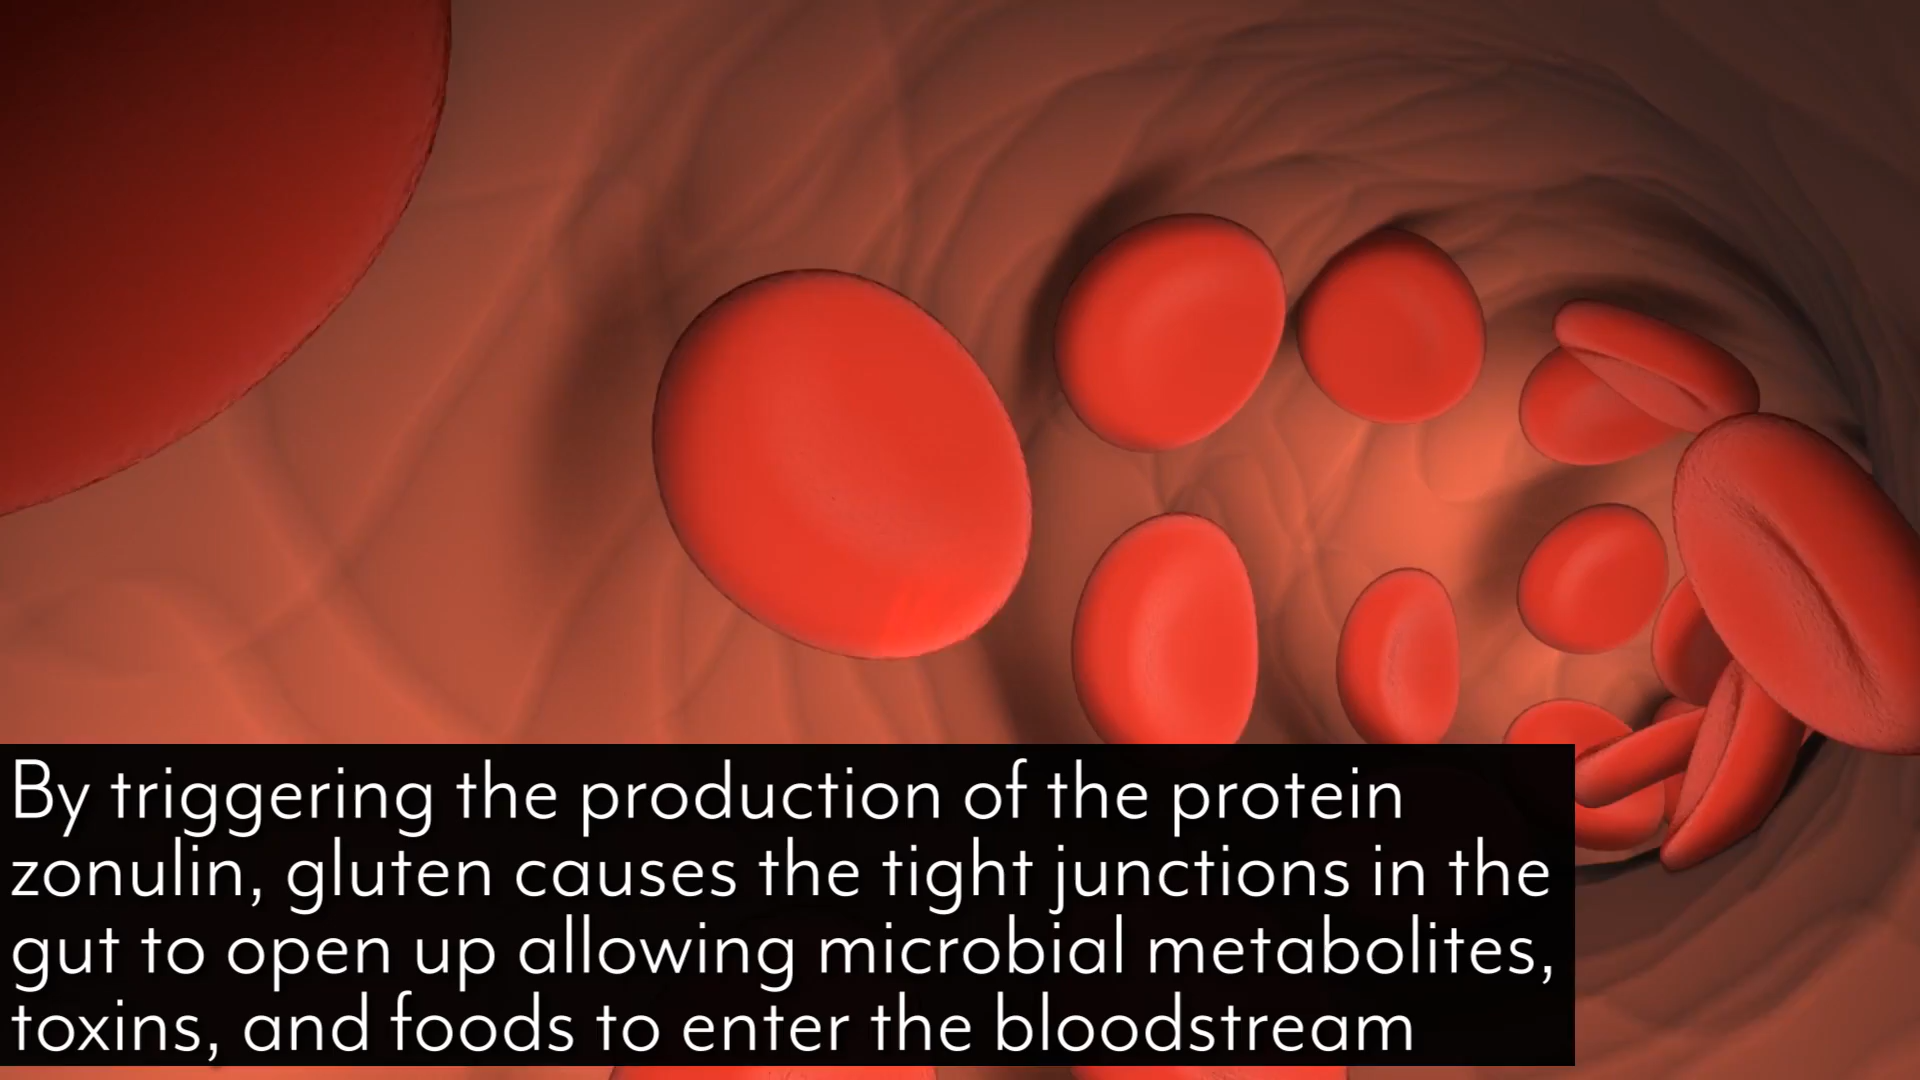 By triggering the production of the protein
zonulin, gluten causes the tight junctions in the
gut to open up allowing microbial metabolites,
toxins, and foods to enter the bloodstream